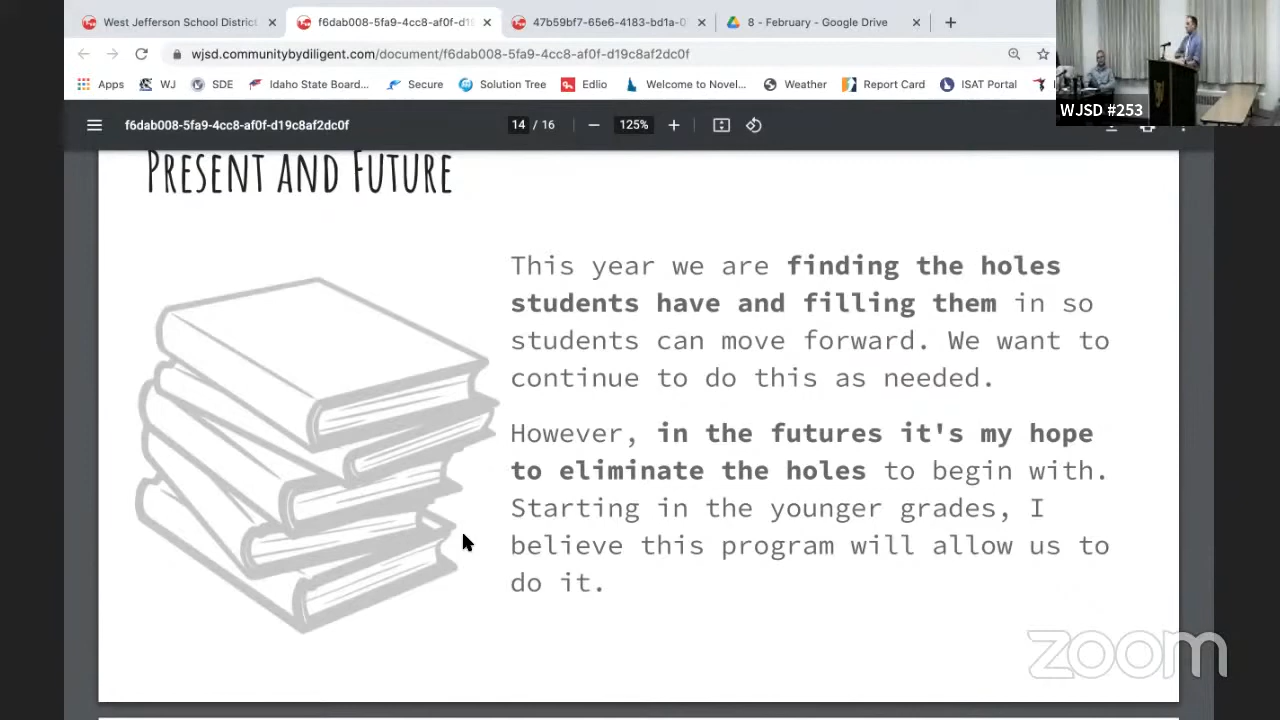 West Jefferson School District
f6dab008-5fa9-4cc8-af0f-d19
47b59bf7-65e6-4183-bd1a-0
8 - February - Google Drive
wjsd.communitybydiligent.com/document/f6dab008-5fa9-4cc8-af0f-d19c8af2dc0f
Apps WJ SDE Idaho State Board... Secure Solution Tree Edlio Welcome to Novel... Weather Report Card ISAT Portal
WJSD #253
f6dab008-5fa9-4cc8-af0f-d19c8af2dc0f 14 / 16 125%
Present and Future
This year we are finding the holes
students have and filling them in so
students can move forward. We want to
continue to do this as needed.
However, in the futures it's my hope
to eliminate the holes to begin with.
Starting in the younger grades, I
believe this program will allow us to
do it.
zoom